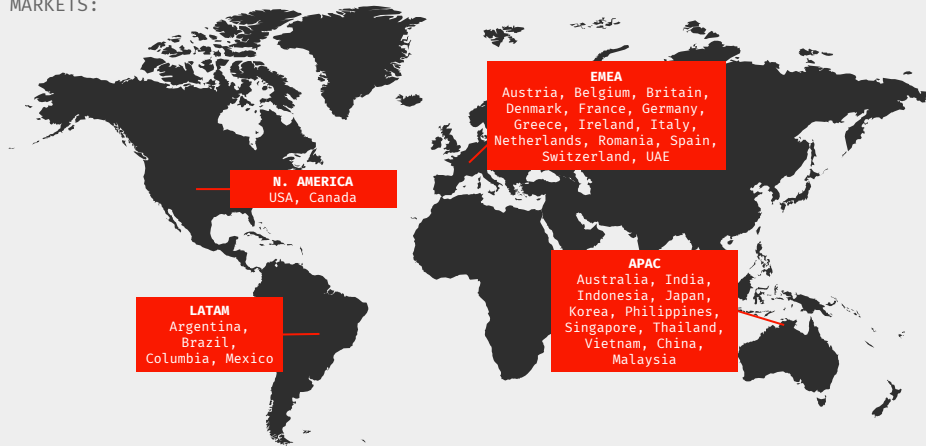 MARKETS:
EMEA
Austria, Belgium, Britain,
Denmark, France, Germany,
Greece, Ireland, Italy,
Netherlands, Romania, Spain,
Switzerland, UAE
N. AMERICA
USA, Canada
APAC
Australia, India,
Indonesia, Japan,
Korea, Philippines,
Singapore, Thailand,
Vietnam, China,
Malaysia
LATAM
Argentina,
Brazil,
Columbia, Mexico